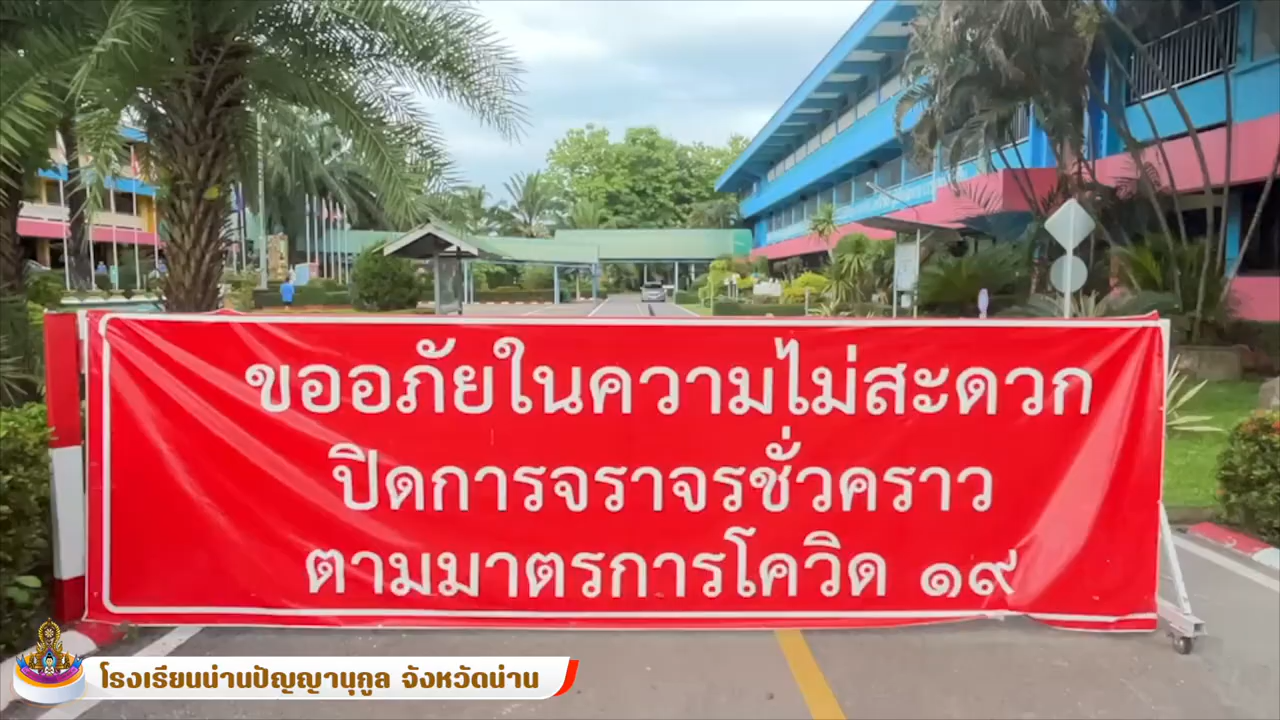 ขออภัยในความไม่สะดวก
ปิดการจราจรชั่วคราว
ตามมาตรการโควิด ๑๙
โรงเรียนน่านปัญญานุกูล จังหวัดน่าน